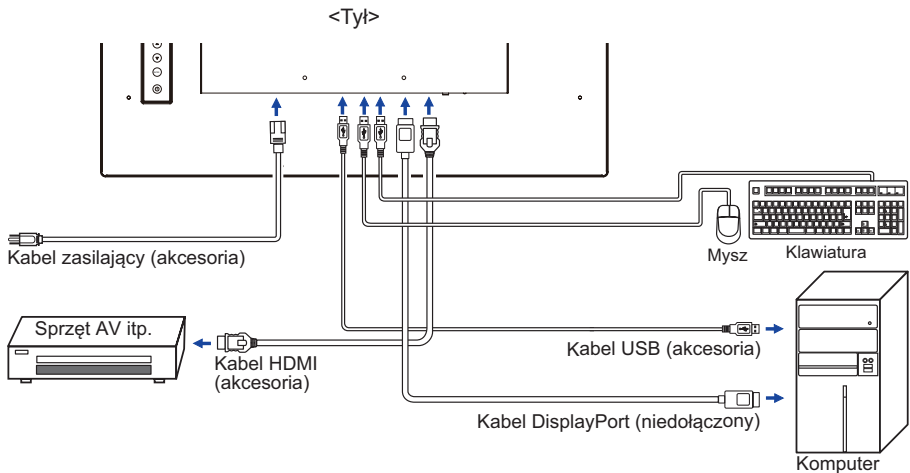 <Tył>
Kabel zasilający (akcesoria)
Mysz
Klawiatura
Sprzęt AV itp.
Kabel HDMI
(akcesoria)
Kabel USB (akcesoria)
Kabel DisplayPort (niedołączony)
Komputer